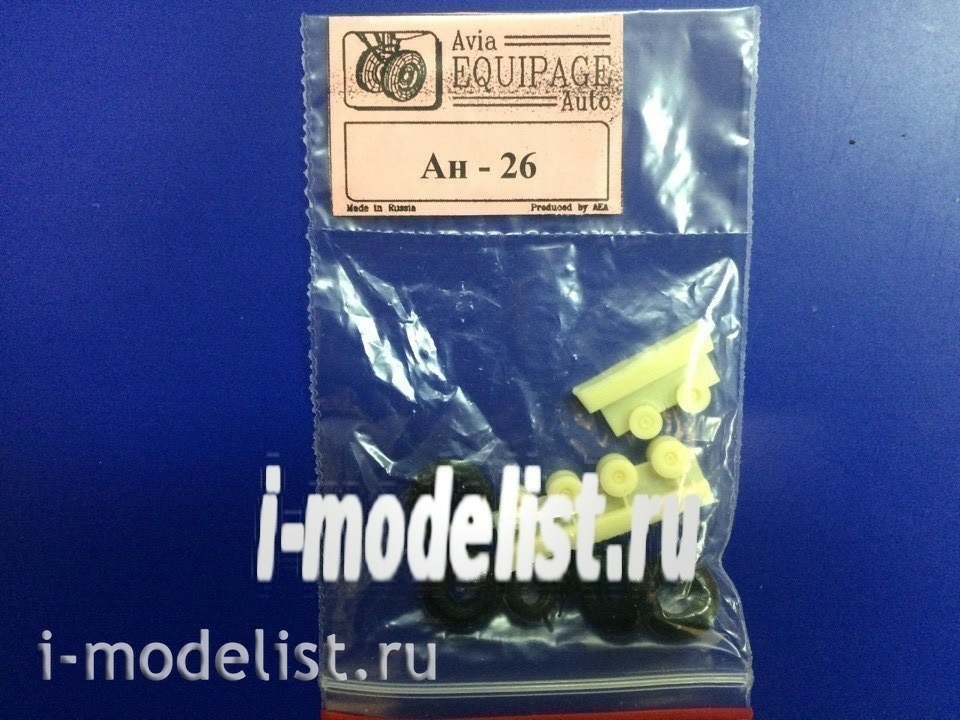 Avia
EQUIPAGE
Auto
Ан - 26
Made in Russia
Produced by AEA
i-modelist.ru
i-modelist.ru